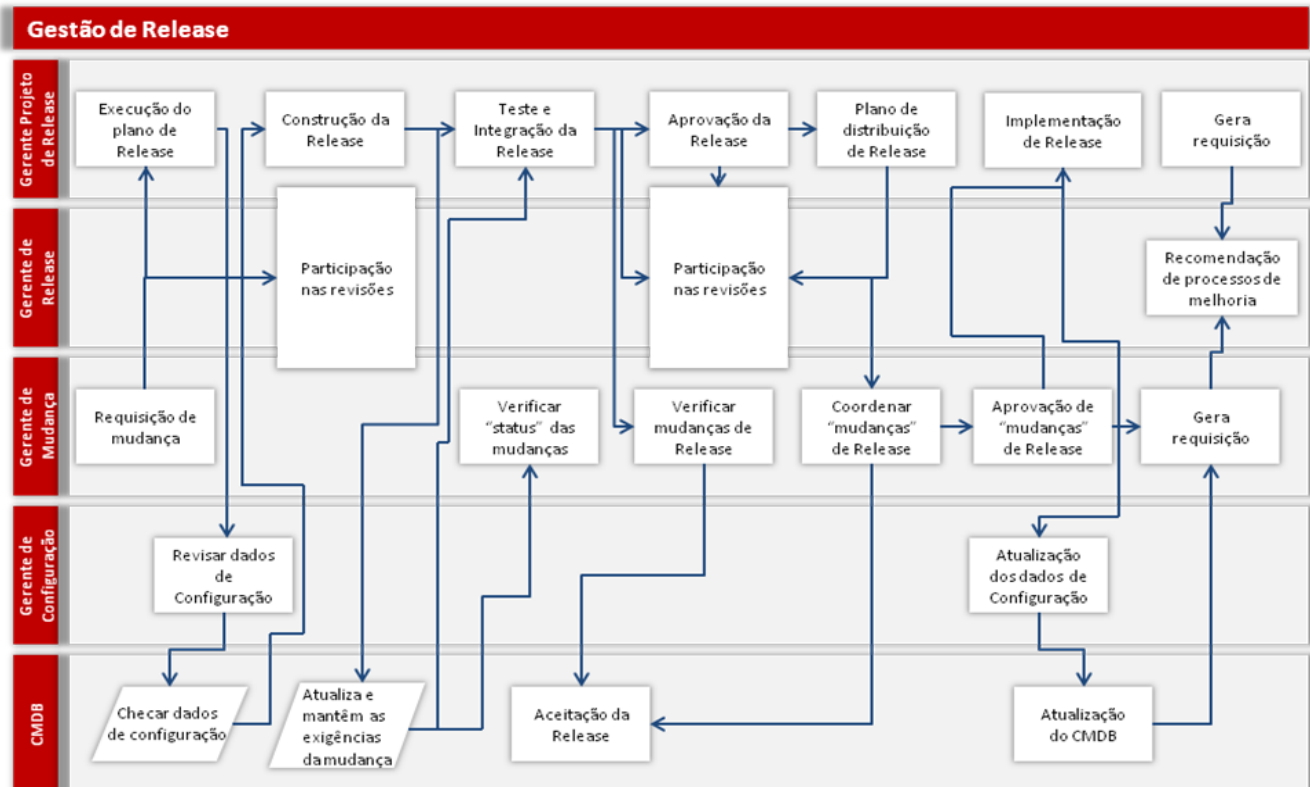 Gestão de Release
Gerente Projeto
de Release
Execução do
plano de
Release
Construção da
Release
Teste e
Integração da
Release
Aprovação da
Release
Plano de
distribuição
de Release
Implementação
de Release
Gera
requisição
Gerente de
Release
Participação
nas revisões
Participação
nas revisões
Recomendação
de processos de
melhoria
Gerente de
Mudança
Requisição de
mudança
Verificar
“status” das
mudanças
Verificar
mudanças de
Release
Coordenar
“mudanças”
de Release
Aprovação de
“mudanças”
de Release
Gera
requisição
Gerente de
Configuração
Revisar dados
de
Configuração
Atualização
dos dados de
Configuração
CMDB
Checar dados
de configuração
Atualiza e
mantêm as
exigências
da mudança
Aceitação da
Release
Atualização
do CMDB